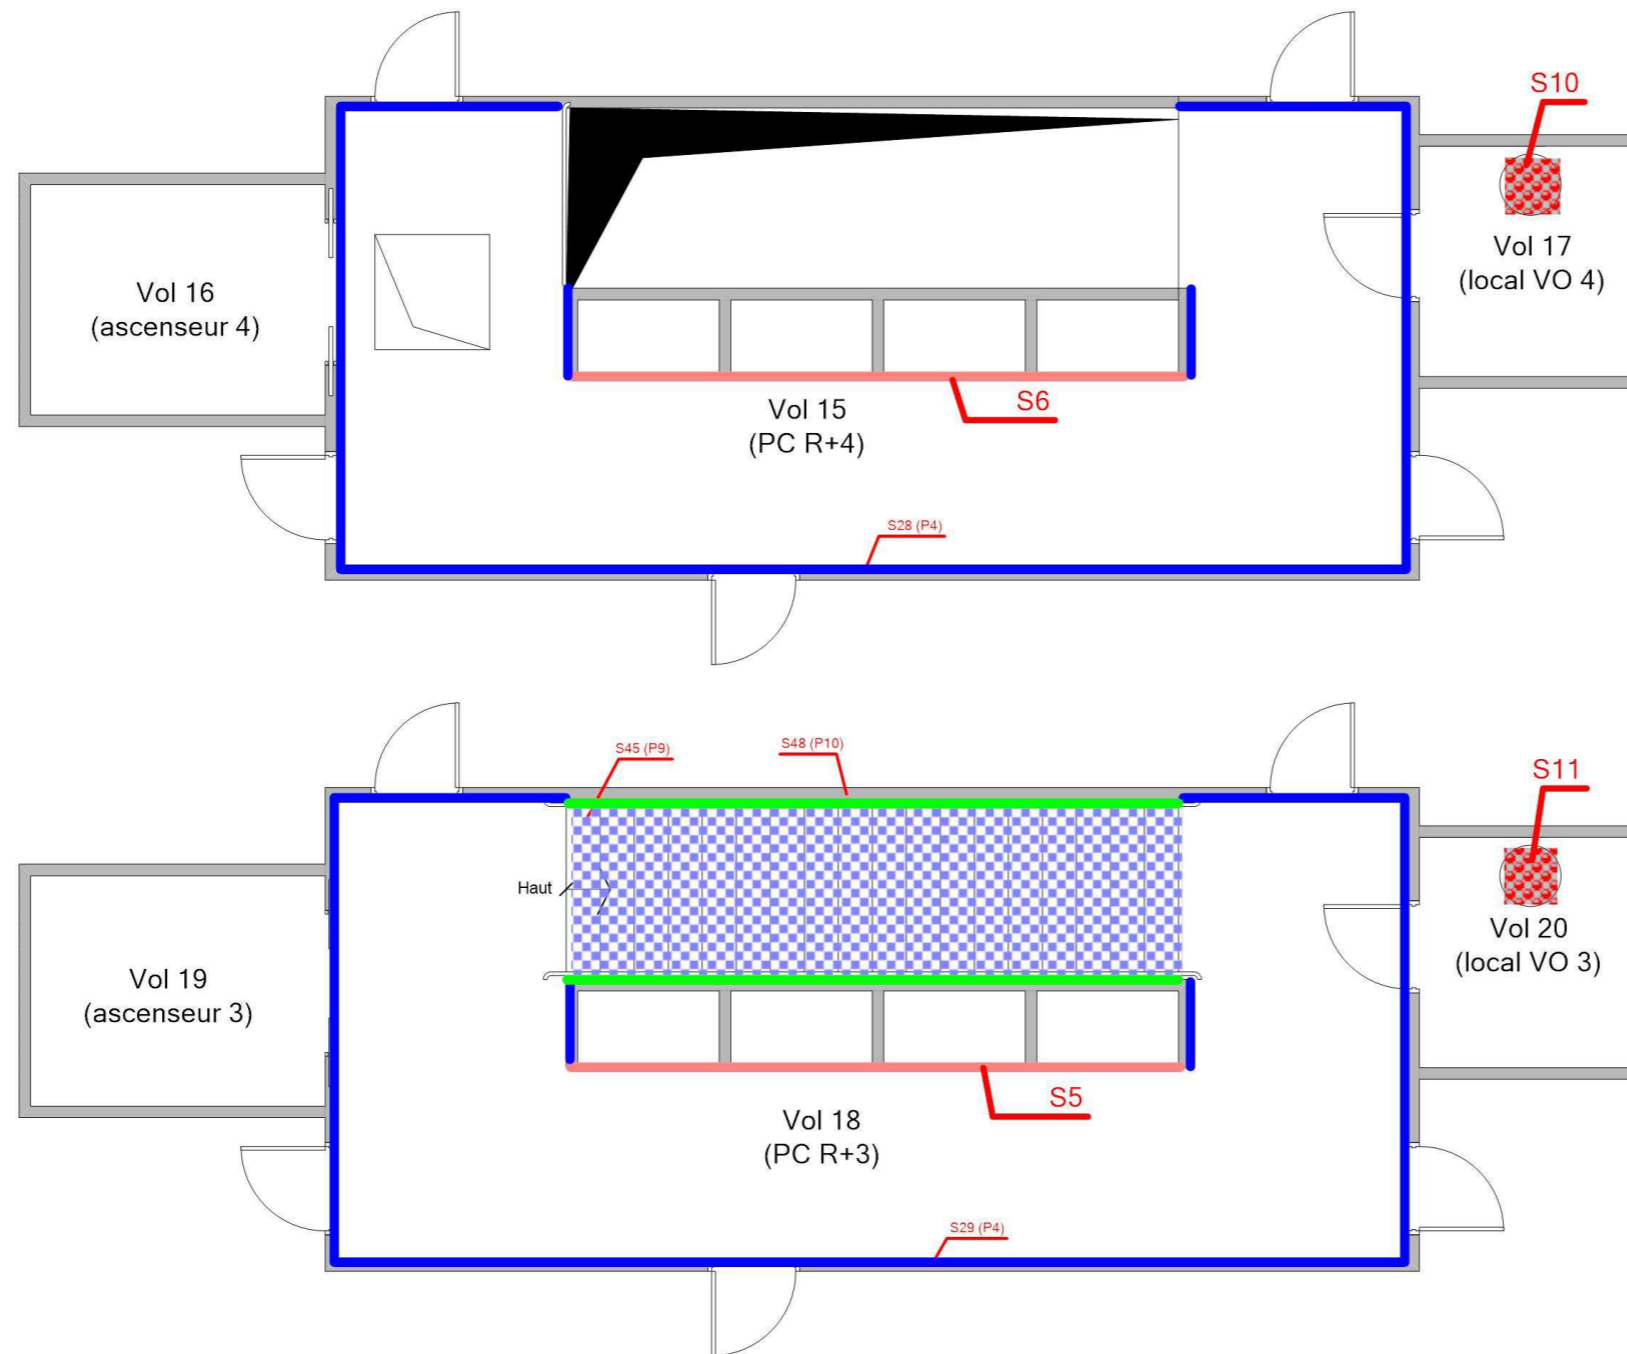 S10
Vol 16
(ascenseur 4)
Vol 17
(local VO 4)
S6
Vol 15
(PC R+4)
S28 (P4)
S45 (P9)
S48 (P10)
S11
Haut
Vol 19
(ascenseur 3)
Vol 20
(local VO 3)
S5
Vol 18
(PC R+3)
S29 (P4)